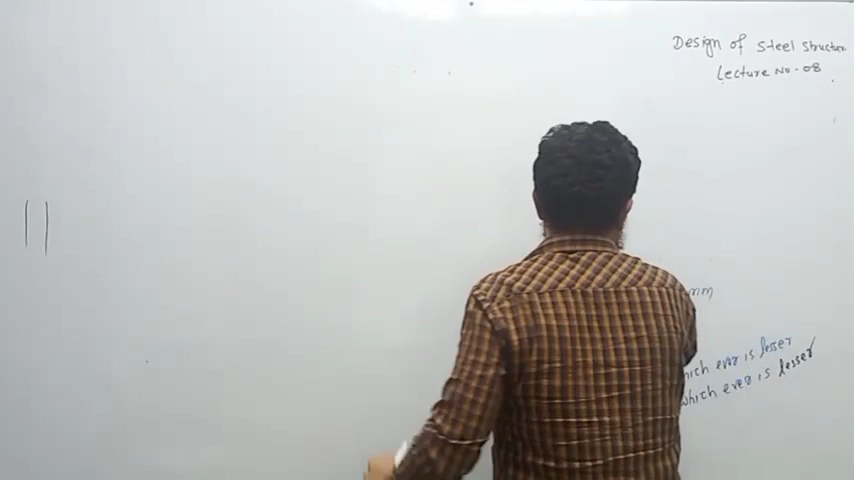 Design of Steel Structure
Lecture No-08
mm
hich ever is lesser
which ever is lesser